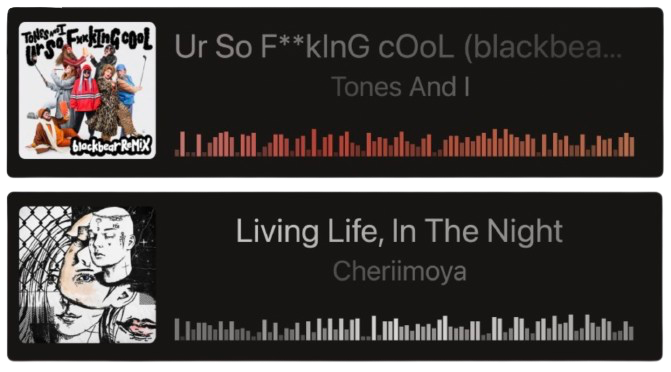 TONES AND I
Ur So FxxkInG cOoL
blackbear ReMiX
Ur So F**kInG cOoL (blackbea...
Tones And I
Living Life, In The Night
Cheriimoya